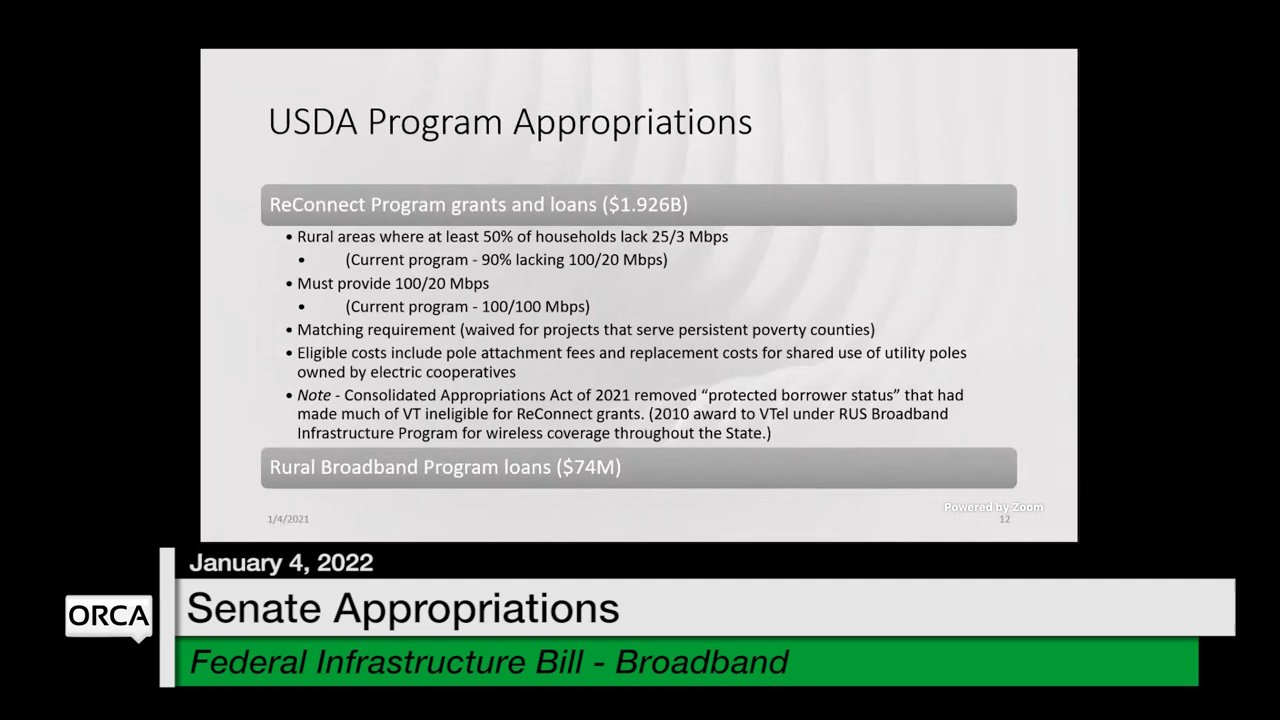 USDA Program Appropriations
ReConnect Program grants and loans ($1.926B)
• Rural areas where at least 50% of households lack 25/3 Mbps
• (Current program - 90% lacking 100/20 Mbps)
• Must provide 100/20 Mbps
• (Current program - 100/100 Mbps)
• Matching requirement (waived for projects that serve persistent poverty counties)
• Eligible costs include pole attachment fees and replacement costs for shared use of utility poles
owned by electric cooperatives
• Note - Consolidated Appropriations Act of 2021 removed “protected borrower status” that had
made much of VT ineligible for ReConnect grants. (2010 award to VTel under RUS Broadband
Infrastructure Program for wireless coverage throughout the State.)
Rural Broadband Program loans ($74M)
Powered by Zoom
1/4/2021
12
January 4, 2022
ORCA
Senate Appropriations
Federal Infrastructure Bill - Broadband